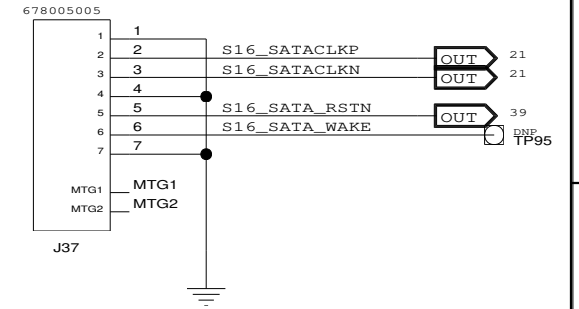 678005005
1 1
2 2 S16_SATACLKP OUT 21
3 3 S16_SATACLKN OUT 21
4 4
5 5 S16_SATA_RSTN OUT 39
6 6 S16_SATA_WAKE DNP
TP95
7 7
MTG1 MTG1
MTG2 MTG2
J37